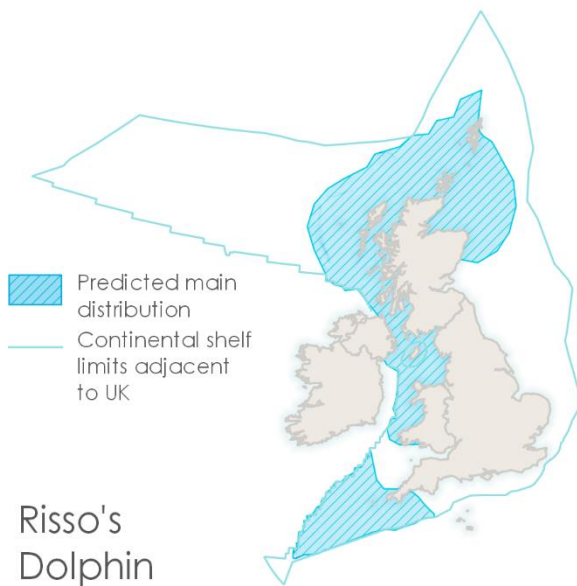 Predicted main
distribution
Continental shelf
limits adjacent
to UK
Risso's
Dolphin